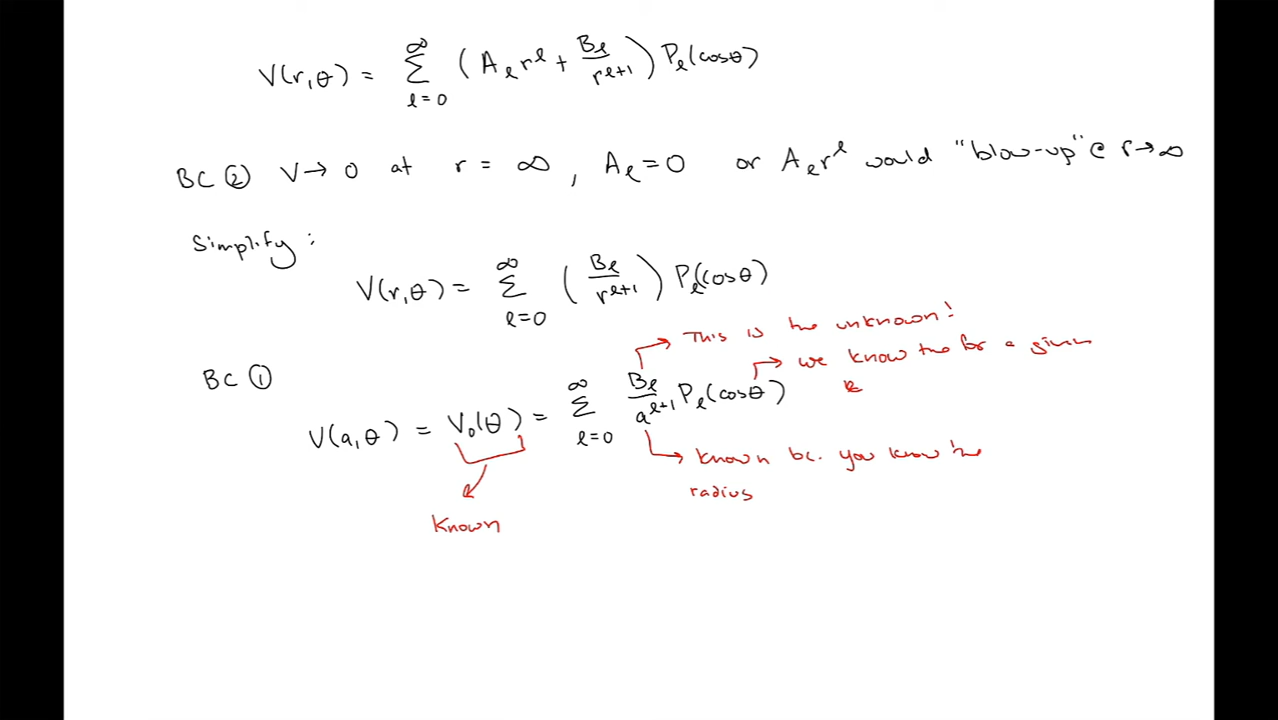 V(r,θ) = Σ_{ℓ=0}^{∞} (A_ℓ r^ℓ + B_ℓ/r^{ℓ+1}) P_ℓ(cosθ)
BC ② V→0 at r = ∞, A_ℓ=0 or A_ℓ r^ℓ would "blow-up" @ r→∞
Simplify:
V(r,θ) = Σ_{ℓ=0}^{∞} (B_ℓ/r^{ℓ+1}) P_ℓ(cosθ)
This is the unknown!
we know the for a given
ℓ
BC ①
V(a,θ) = V₀(θ) = Σ_{ℓ=0}^{∞} B_ℓ/a^{ℓ+1} P_ℓ(cosθ)
Known bc. you know the
radius
Known